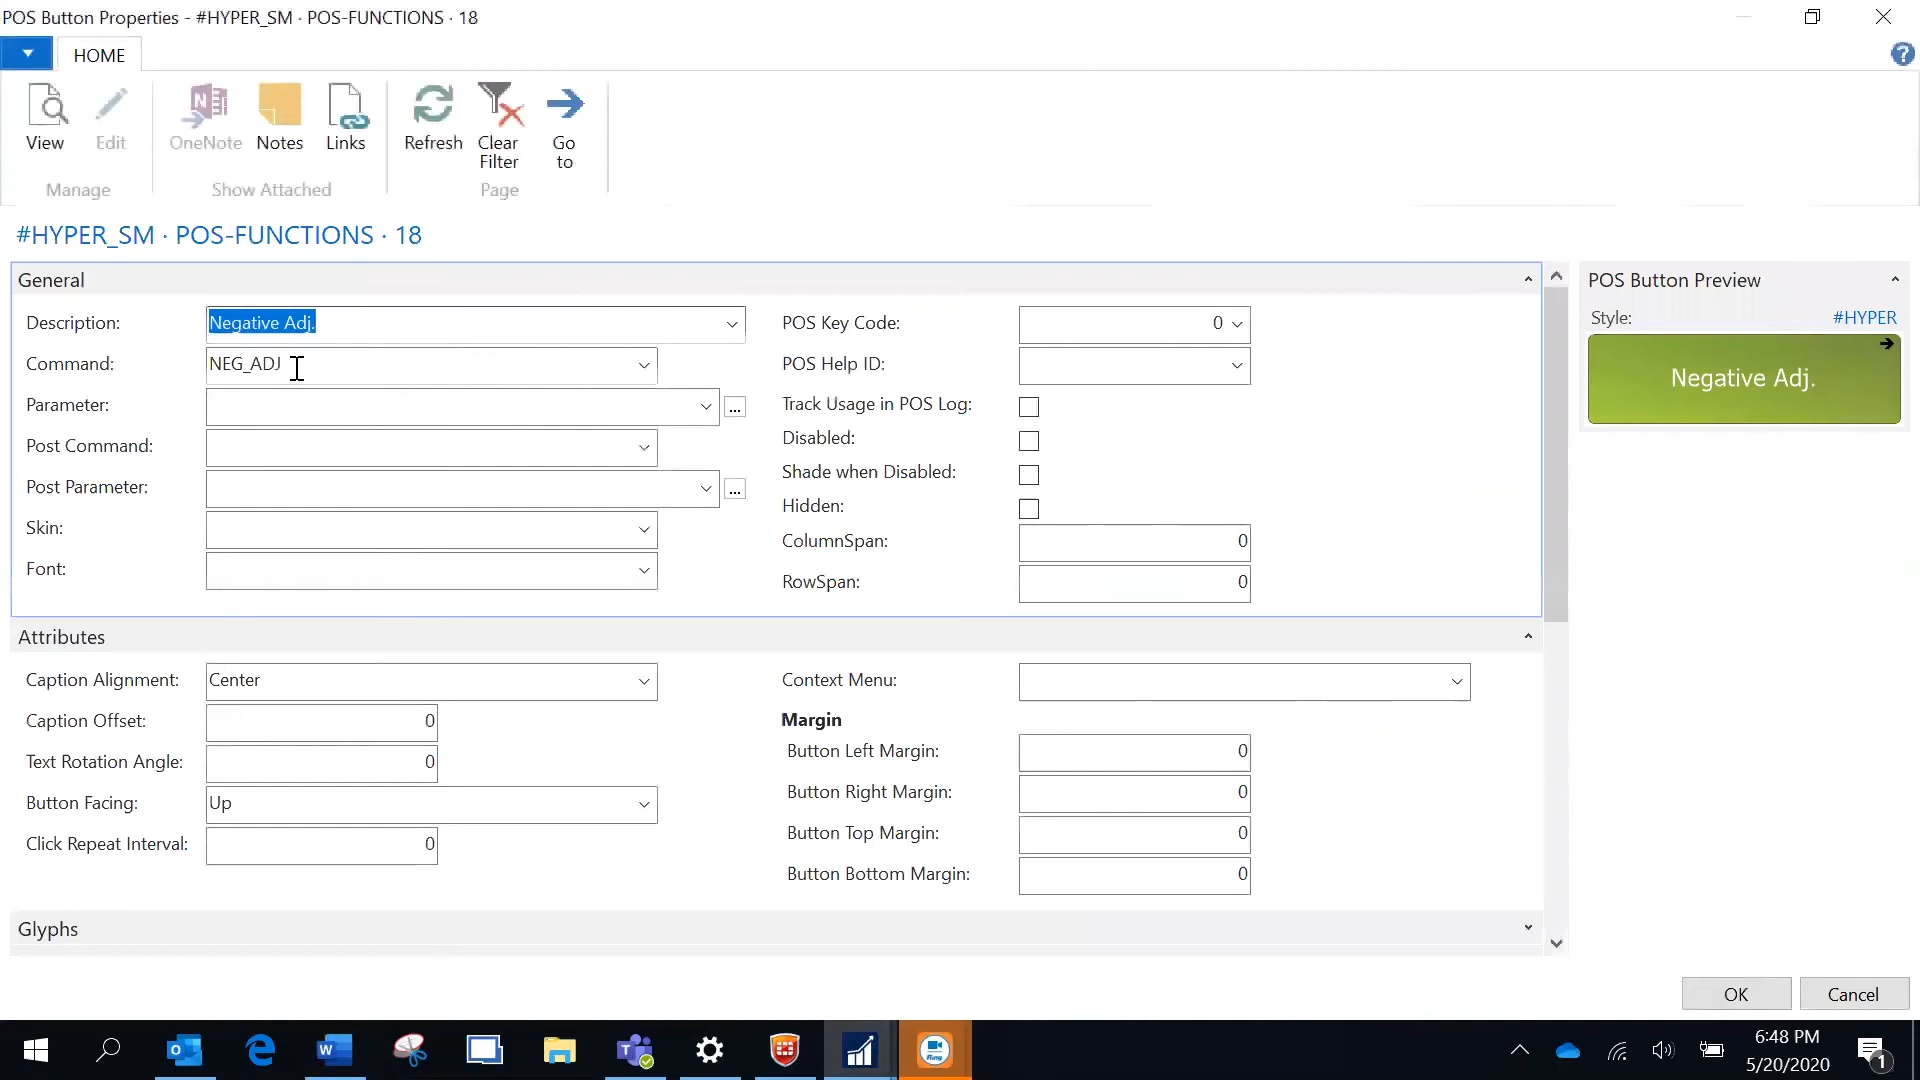 POS Button Properties - #HYPER_SM · POS-FUNCTIONS · 18
HOME
View
Edit
OneNote
Notes
Links
Refresh
Clear Filter
Go to
Manage
Show Attached
Page
#HYPER_SM · POS-FUNCTIONS · 18
General
Description: Negative Adj.
Command: NEG_ADJ
Parameter:
Post Command:
Post Parameter:
Skin:
Font:
POS Key Code: 0
POS Help ID:
Track Usage in POS Log:
Disabled:
Shade when Disabled:
Hidden:
ColumnSpan: 0
RowSpan: 0
POS Button Preview
Style: #HYPER
Negative Adj.
Attributes
Caption Alignment: Center
Caption Offset: 0
Text Rotation Angle: 0
Button Facing: Up
Click Repeat Interval: 0
Context Menu:
Margin
Button Left Margin: 0
Button Right Margin: 0
Button Top Margin: 0
Button Bottom Margin: 0
Glyphs
OK
Cancel
6:48 PM
5/20/2020
1